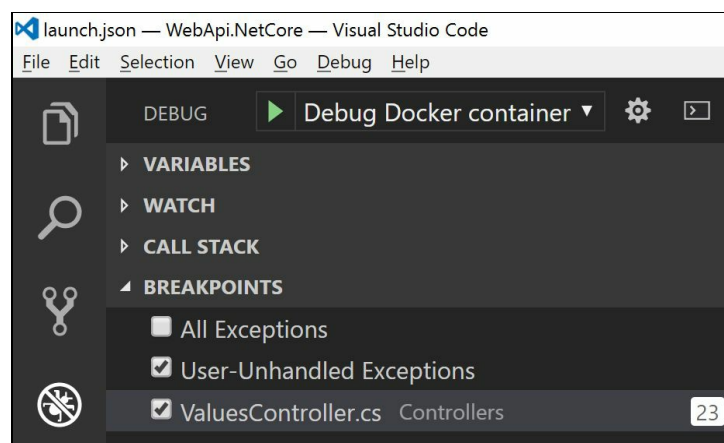 launch.json — WebApi.NetCore — Visual Studio Code
File Edit Selection View Go Debug Help
DEBUG Debug Docker container
VARIABLES
WATCH
CALL STACK
BREAKPOINTS
All Exceptions
User-Unhandled Exceptions
ValuesController.cs Controllers 23